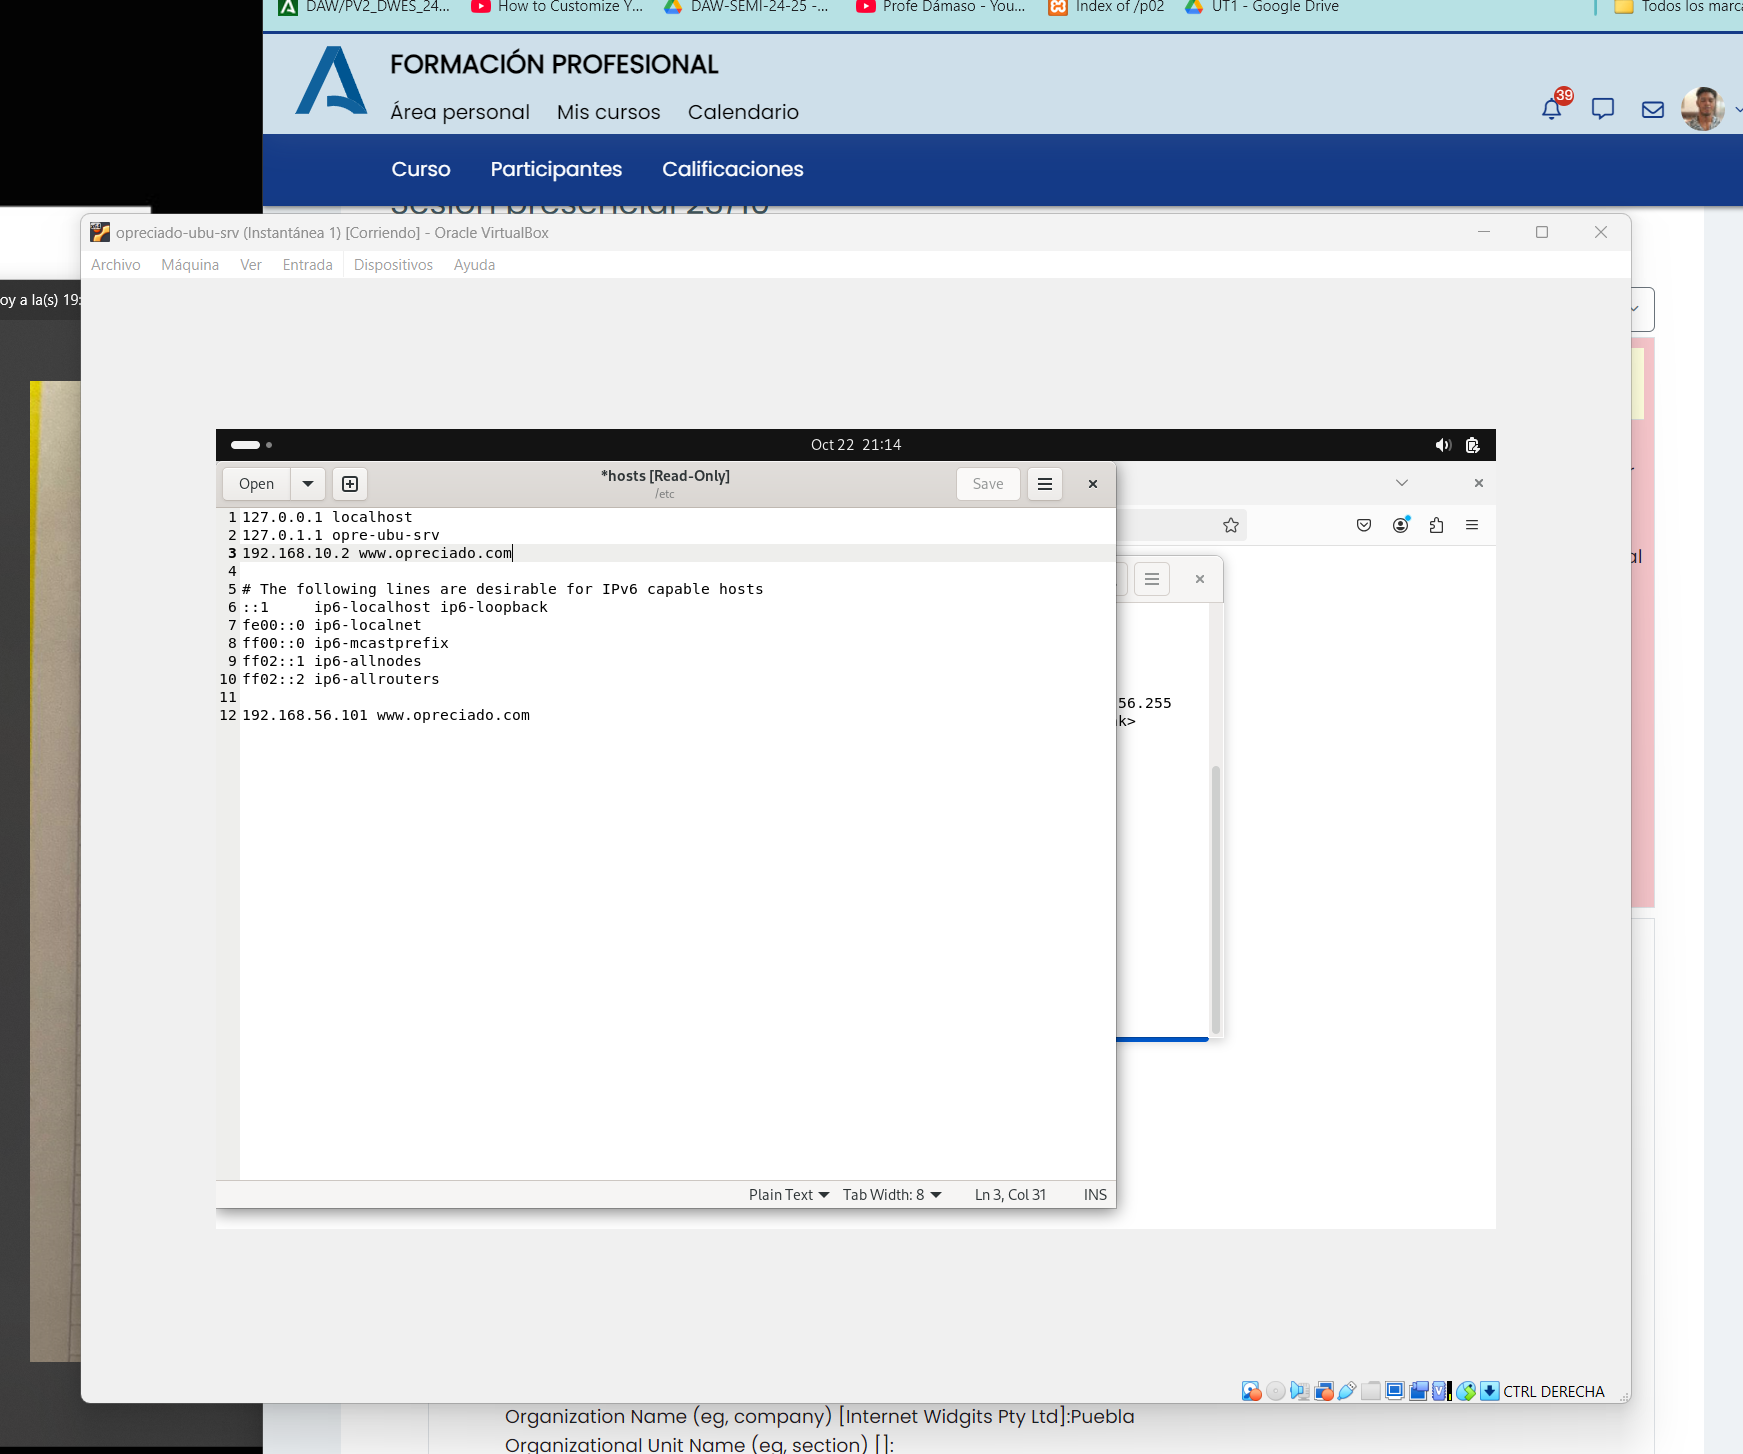 DAW/PV2_DWES_24... How to Customize Y... DAW-SEMI-24-25 -... Profe Dámaso - You... Index of /p02 UT1 - Google Drive Todos los marca
FORMACIÓN PROFESIONAL
Área personal Mis cursos Calendario
39
Curso Participantes Calificaciones
Sesión presencial 23/10
opreciado-ubu-srv (Instantánea 1) [Corriendo] - Oracle VirtualBox
Archivo Máquina Ver Entrada Dispositivos Ayuda
oy a la(s) 19:
Oct 22 21:14
Open
*hosts [Read-Only]
/etc
Save
1 127.0.0.1 localhost
2 127.0.1.1 opre-ubu-srv
3 192.168.10.2 www.opreciado.com
4
5 # The following lines are desirable for IPv6 capable hosts
6 ::1     ip6-localhost ip6-loopback
7 fe00::0 ip6-localnet
8 ff00::0 ip6-mcastprefix
9 ff02::1 ip6-allnodes
10 ff02::2 ip6-allrouters
11
12 192.168.56.101 www.opreciado.com
56.255
k>
al
Plain Text Tab Width: 8 Ln 3, Col 31 INS
CTRL DERECHA
Organization Name (eg, company) [Internet Widgits Pty Ltd]:Puebla
Organizational Unit Name (eg, section) []: